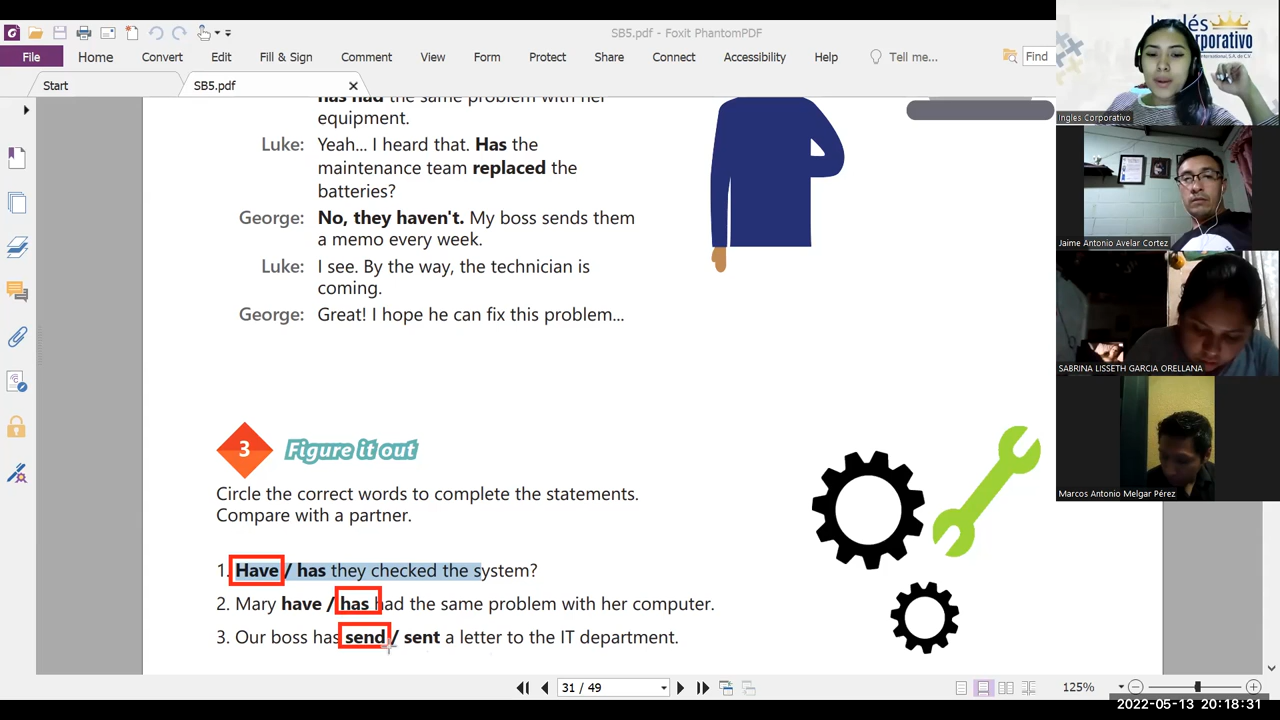 SB5.pdf - Foxit PhantomPDF
File Home Convert Edit Fill & Sign Comment View Form Protect Share Connect Accessibility Help Tell me... Find
Start SB5.pdf
has had the same problem with her
equipment.
Luke: Yeah... I heard that. Has the
maintenance team replaced the
batteries?
George: No, they haven't. My boss sends them
a memo every week.
Luke: I see. By the way, the technician is
coming.
George: Great! I hope he can fix this problem...
3 Figure it out
Circle the correct words to complete the statements.
Compare with a partner.
1. Have / has they checked the system?
2. Mary have / has had the same problem with her computer.
3. Our boss has send / sent a letter to the IT department.
31 / 49
125%
Inglés
Ingles Corporativo
Jaime Antonio Avelar Cortez
SABRINA LISSETH GARCIA ORELLANA
Marcos Antonio Melgar Pérez
2022-05-13 20:18:31